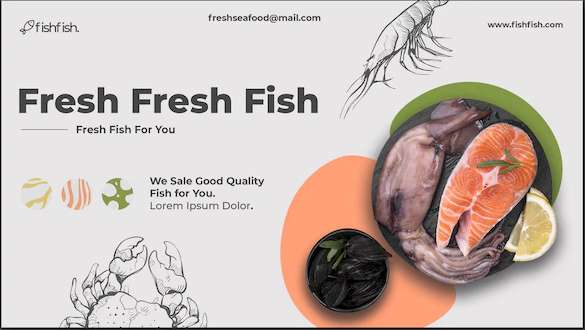 fishfish.
freshseafood@mail.com
www.fishfish.com
Fresh Fresh Fish
Fresh Fish For You
We Sale Good Quality
Fish for You.
Lorem Ipsum Dolor.